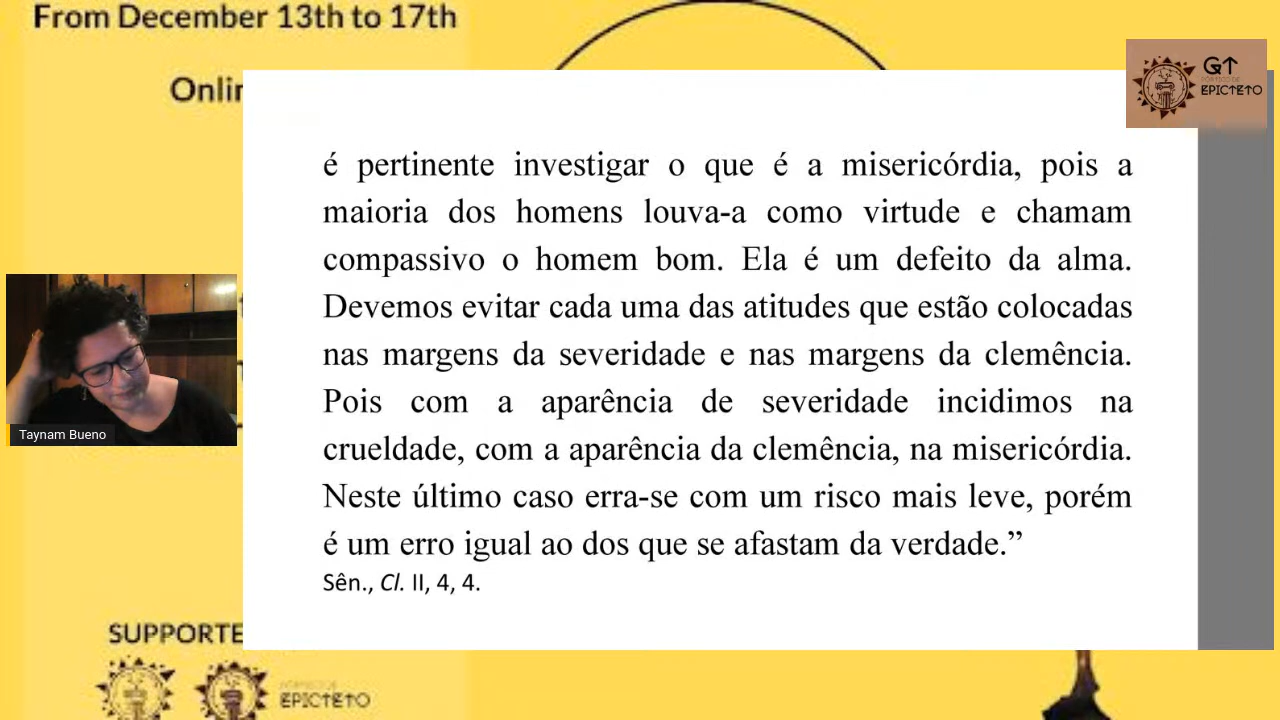 From December 13th to 17th
Onlin
GT
PÓRTICO DE
EPICTETO
é pertinente investigar o que é a misericórdia, pois a
maioria dos homens louva-a como virtude e chamam
compassivo o homem bom. Ela é um defeito da alma.
Devemos evitar cada uma das atitudes que estão colocadas
nas margens da severidade e nas margens da clemência.
Pois com a aparência de severidade incidimos na
crueldade, com a aparência da clemência, na misericórdia.
Neste último caso erra-se com um risco mais leve, porém
é um erro igual ao dos que se afastam da verdade.”
Sên., Cl. II, 4, 4.
Taynam Bueno
SUPPORTE
PÓRTICO DE
EPICTETO